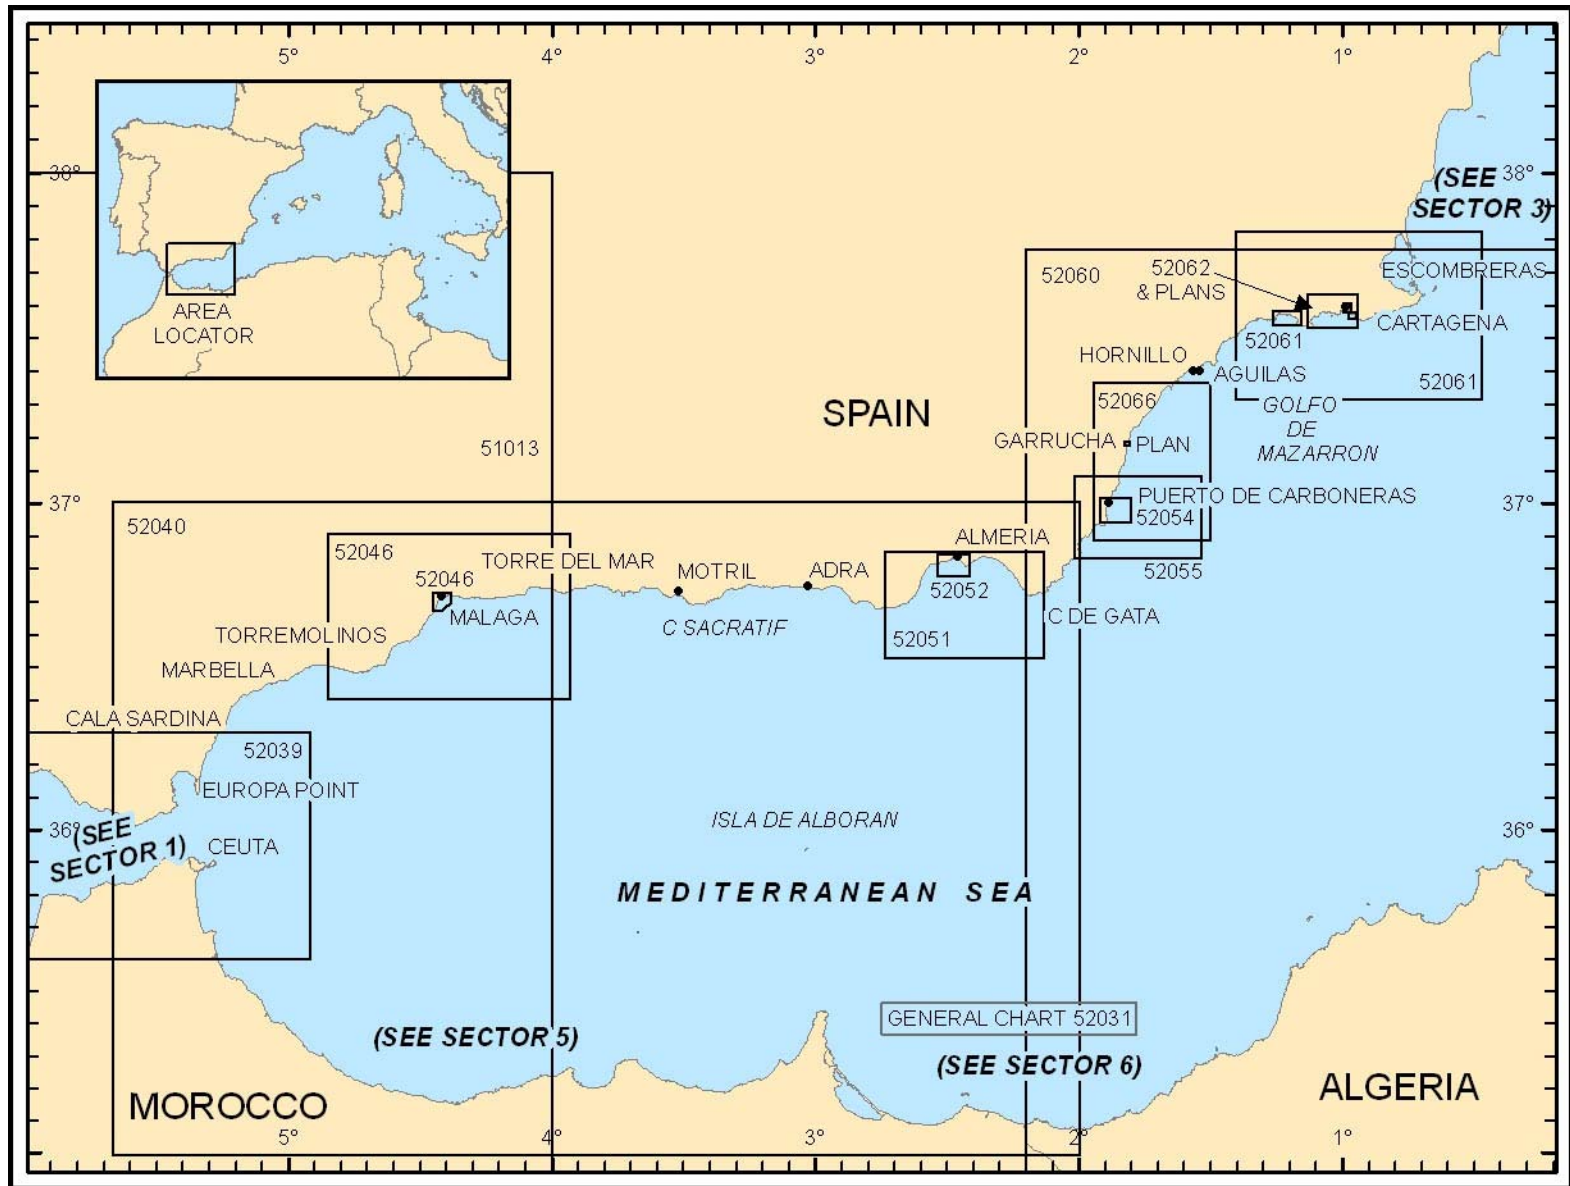 5°
4°
3°
2°
1°
38°
(SEE
38°
SECTOR 3)
AREA
LOCATOR
52060
52062
& PLANS
ESCOMBRERAS
CARTAGENA
52061
HORNILLO
AGUILAS
52061
52066
GOLFO
DE
MAZARRON
SPAIN
51013
GARRUCHA
PLAN
37°
PUERTO DE CARBONERAS
37°
52054
52040
52046
ALMERIA
TORRE DEL MAR
MOTRIL
ADRA
52055
52046
52052
MALAGA
C DE GATA
TORREMOLINOS
C SACRATIF
52051
MARBELLA
CALA SARDINA
52039
EUROPA POINT
36°
(SEE
SECTOR 1)
CEUTA
ISLA DE ALBORAN
36°
MEDITERRANEAN SEA
GENERAL CHART 52031
(SEE SECTOR 5)
(SEE SECTOR 6)
MOROCCO
ALGERIA
5°
4°
3°
2°
1°